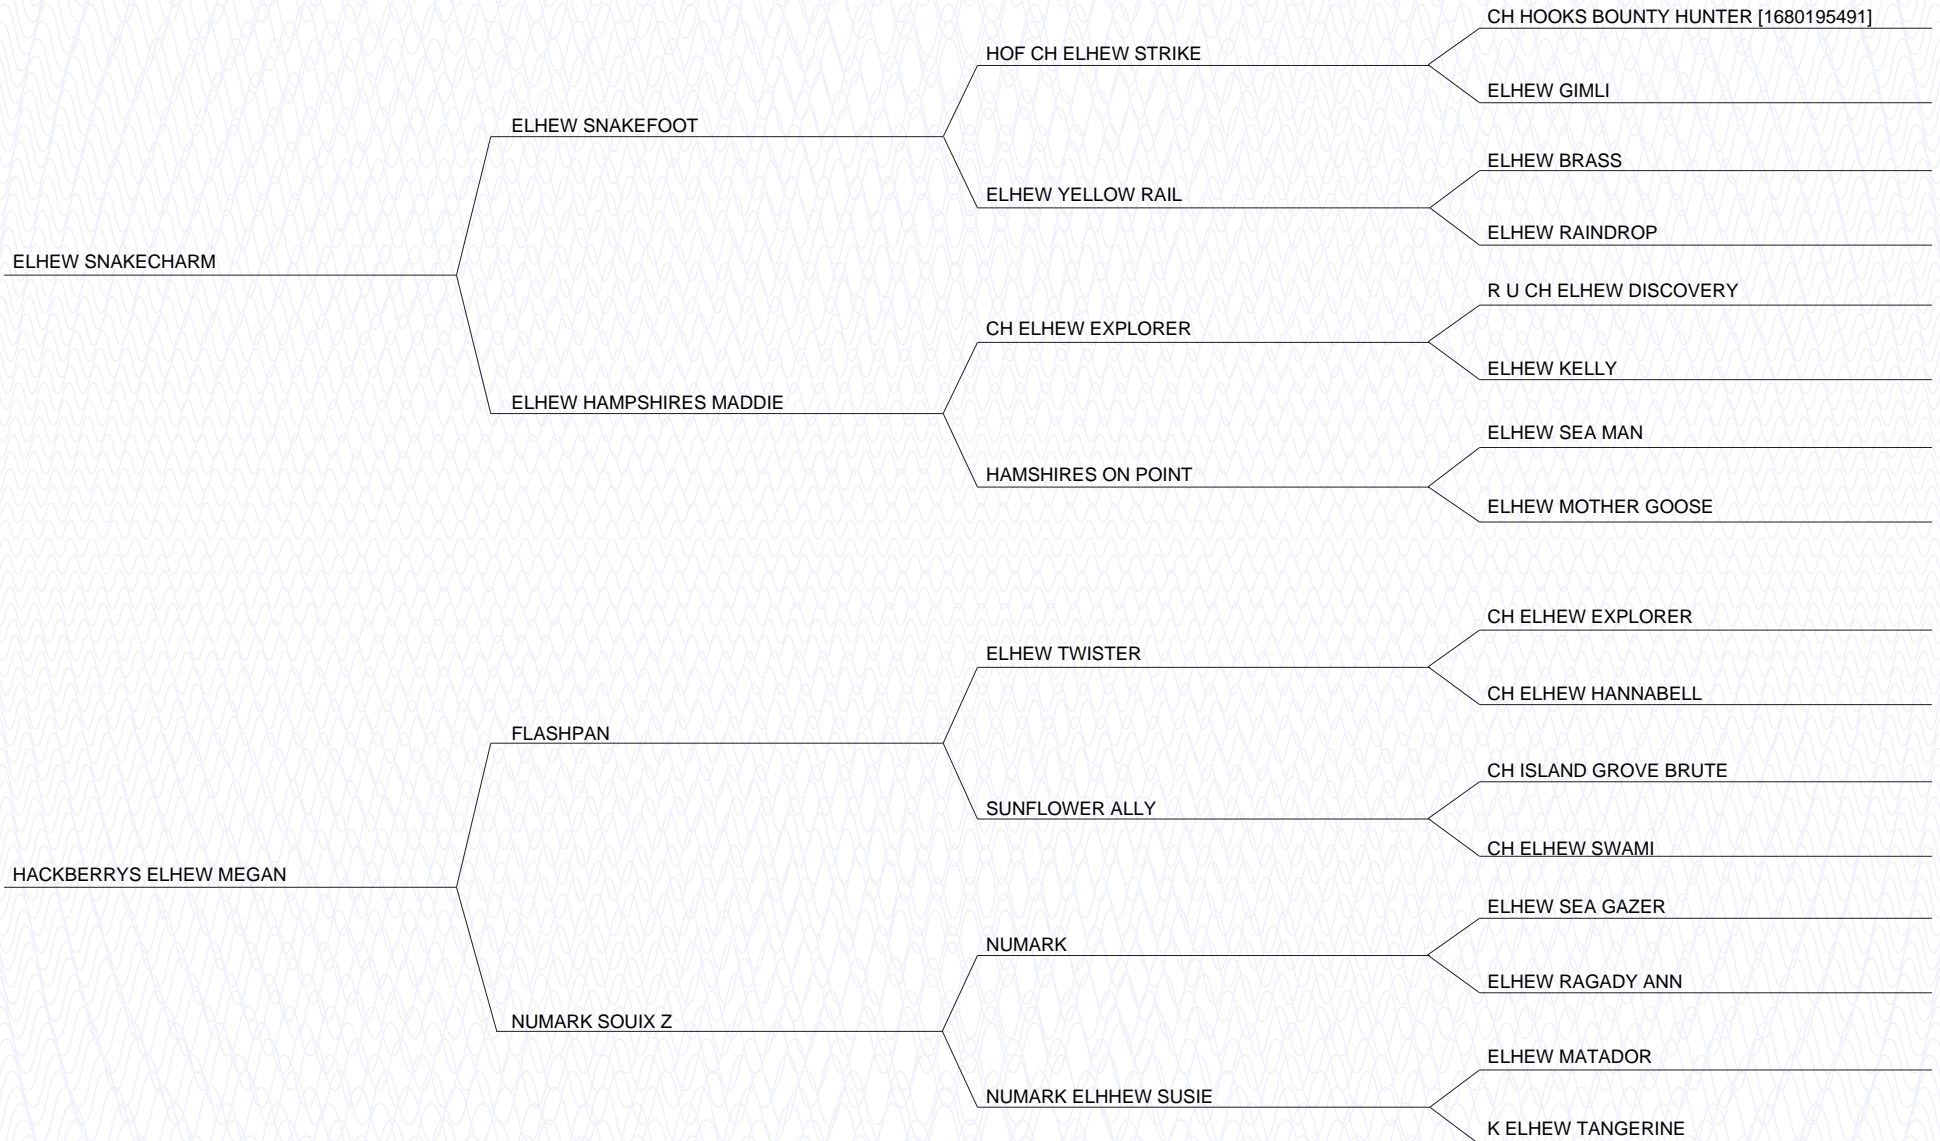 CH HOOKS BOUNTY HUNTER [1680195491]
HOF CH ELHEW STRIKE
ELHEW GIMLI
ELHEW SNAKEFOOT
ELHEW BRASS
ELHEW YELLOW RAIL
ELHEW RAINDROP
ELHEW SNAKECHARM
R U CH ELHEW DISCOVERY
CH ELHEW EXPLORER
ELHEW KELLY
ELHEW HAMPSHIRES MADDIE
ELHEW SEA MAN
HAMSHIRES ON POINT
ELHEW MOTHER GOOSE
CH ELHEW EXPLORER
ELHEW TWISTER
CH ELHEW HANNABELL
FLASHPAN
CH ISLAND GROVE BRUTE
SUNFLOWER ALLY
CH ELHEW SWAMI
HACKBERRYS ELHEW MEGAN
ELHEW SEA GAZER
NUMARK
ELHEW RAGADY ANN
NUMARK SOUIX Z
ELHEW MATADOR
NUMARK ELHHEW SUSIE
K ELHEW TANGERINE